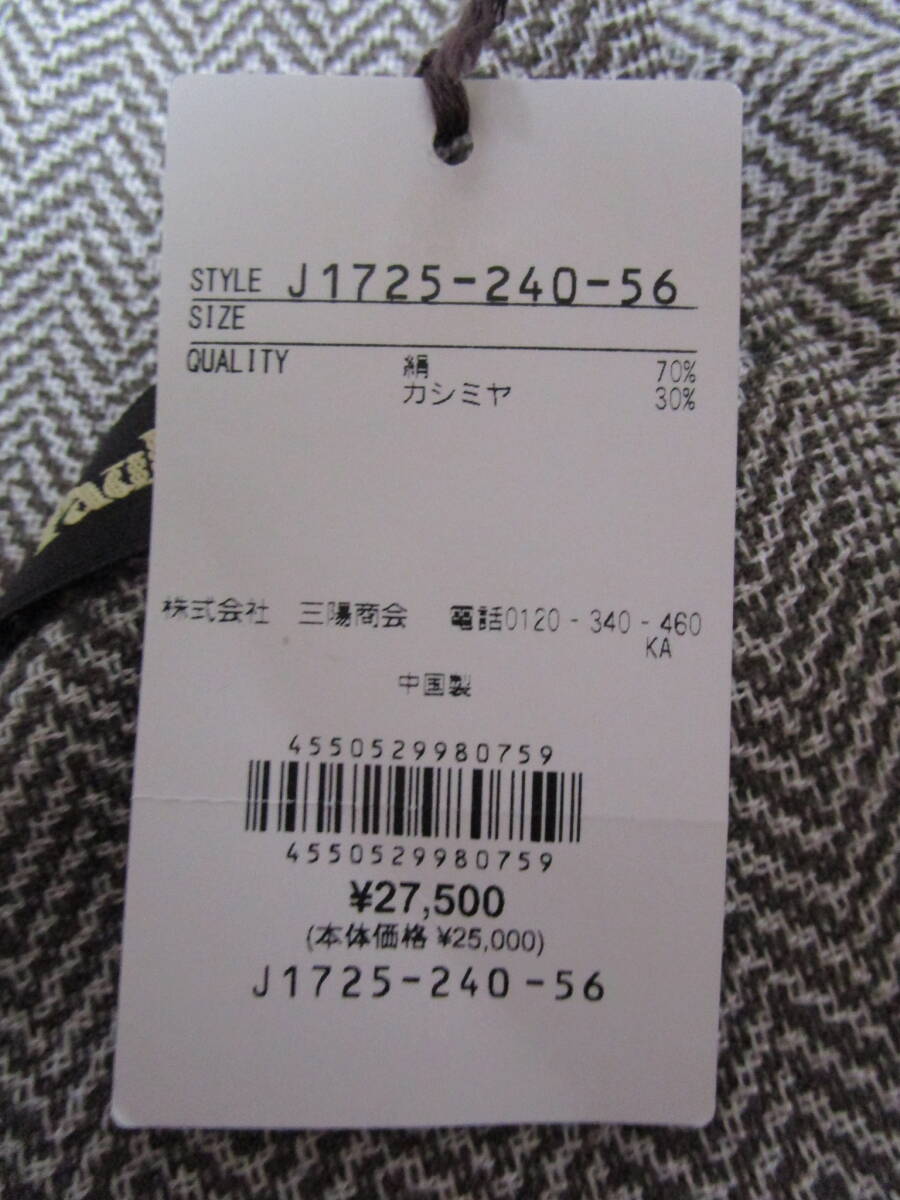 STYLE J1725-240-56
SIZE
QUALITY 絹 70%
カシミヤ 30%
株式会社 三陽商会 電話0120-340-460
KA
中国製
4550529980759
4550529980759
¥27,500
(本体価格 ¥25,000)
J1725-240-56